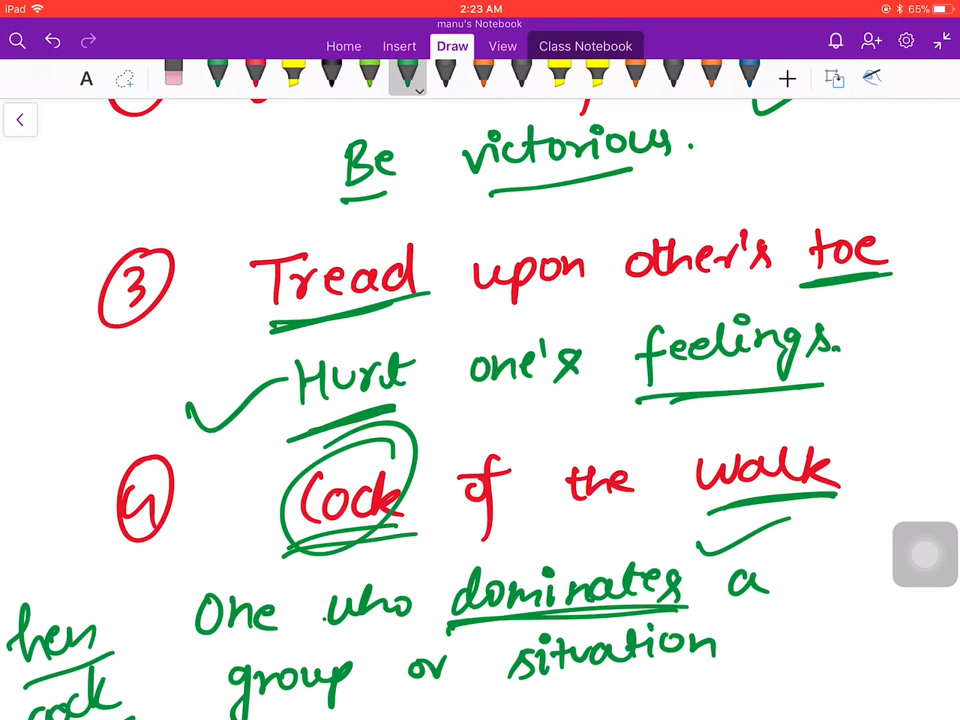 iPad 2:23 AM 65%
manu's Notebook
Home Insert Draw View Class Notebook
A
Be victorious.
3 Tread upon other's toe
Hurt one's feelings.
4 Cock of the walk
One who dominates a
hen
group or situation
cock